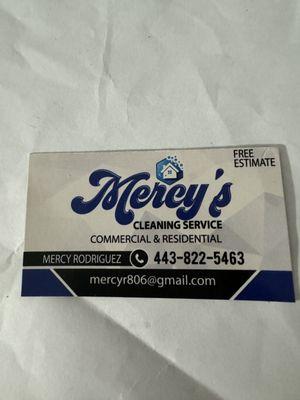 FREE
ESTIMATE
Mercy's
CLEANING SERVICE
COMMERCIAL & RESIDENTIAL
MERCY RODRIGUEZ 443-822-5463
mercyr806@gmail.com